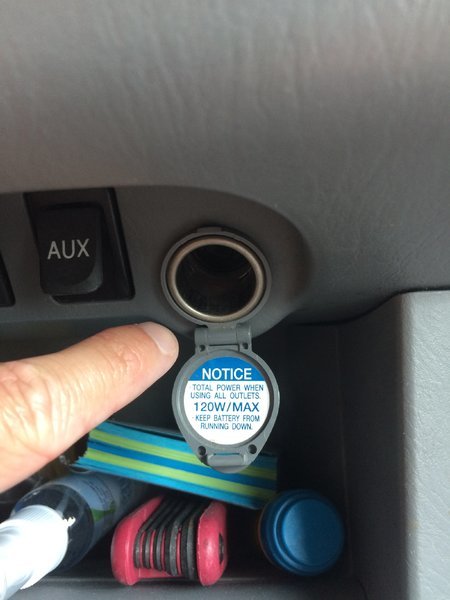 AUX
NOTICE
TOTAL POWER WHEN
USING ALL OUTLETS.
120W/MAX
KEEP BATTERY FROM
RUNNING DOWN.